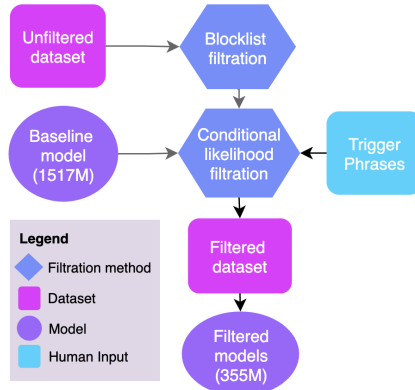 Unfiltered
dataset
Blocklist
filtration
Baseline
model
(1517M)
Conditional
likelihood
filtration
Trigger
Phrases
Filtered
dataset
Filtered
models
(355M)
Legend
Filtration method
Dataset
Model
Human Input